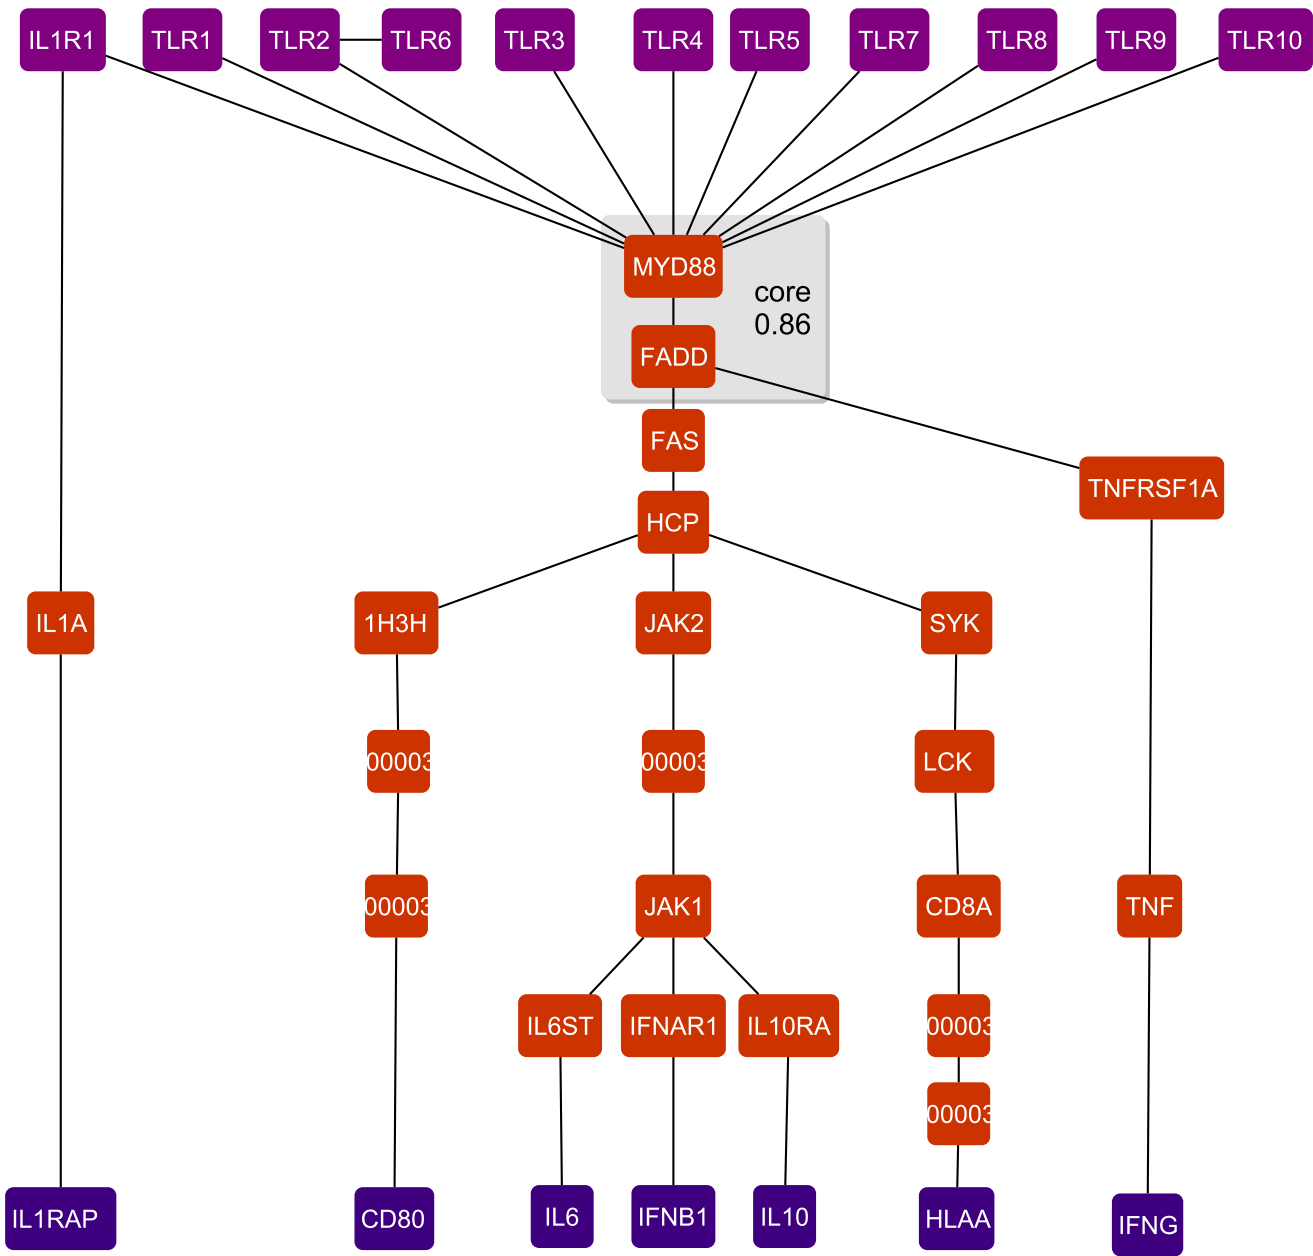 IL1R1
TLR1
TLR2
TLR6
TLR3
TLR4
TLR5
TLR7
TLR8
TLR9
TLR10
MYD88
core
0.86
FADD
FAS
TNFRSF1A
HCP
IL1A
1H3H
JAK2
SYK
00003
00003
LCK
00003
JAK1
CD8A
TNF
IL6ST
IFNAR1
IL10RA
00003
00003
IL1RAP
CD80
IL6
IFNB1
IL10
HLAA
IFNG